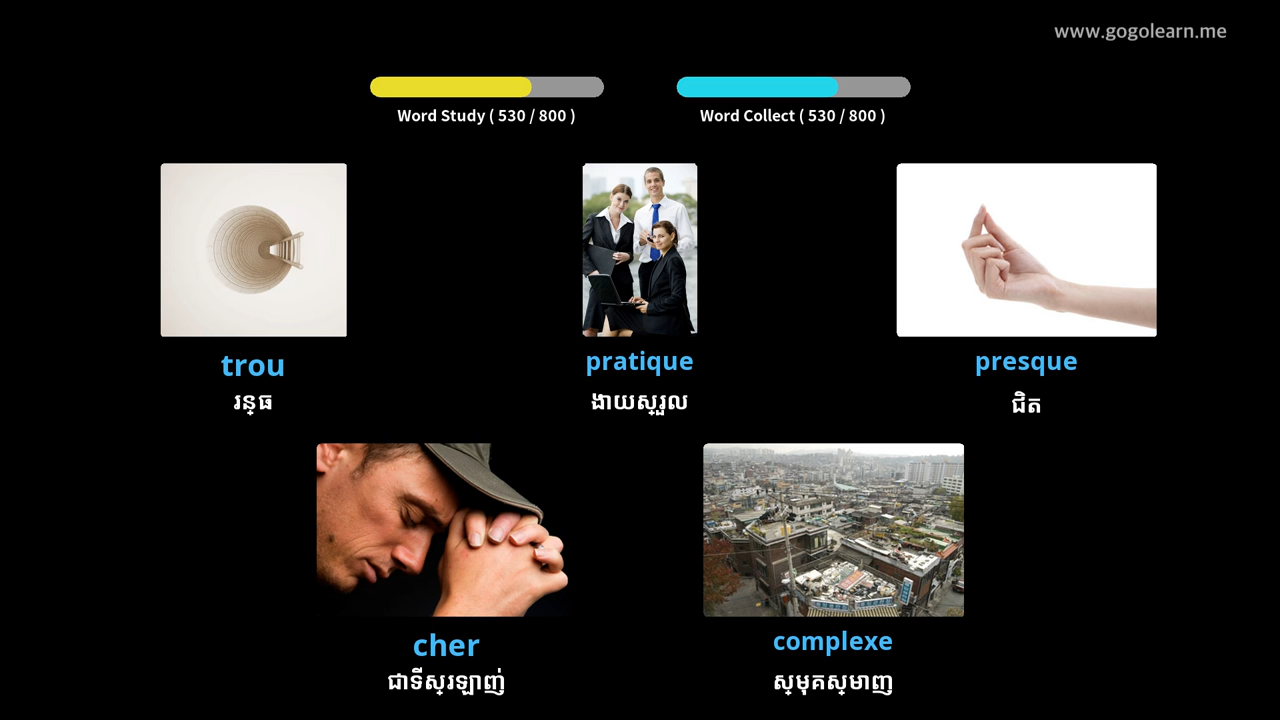 www.gogolearn.me
Word Study ( 530 / 800 )
Word Collect ( 530 / 800 )
trou
pratique
presque
រន្ធ
ងាយស្រួល
ជិត
cher
complexe
ជាទីស្រឡាញ់
ស្មុគស្មាញ